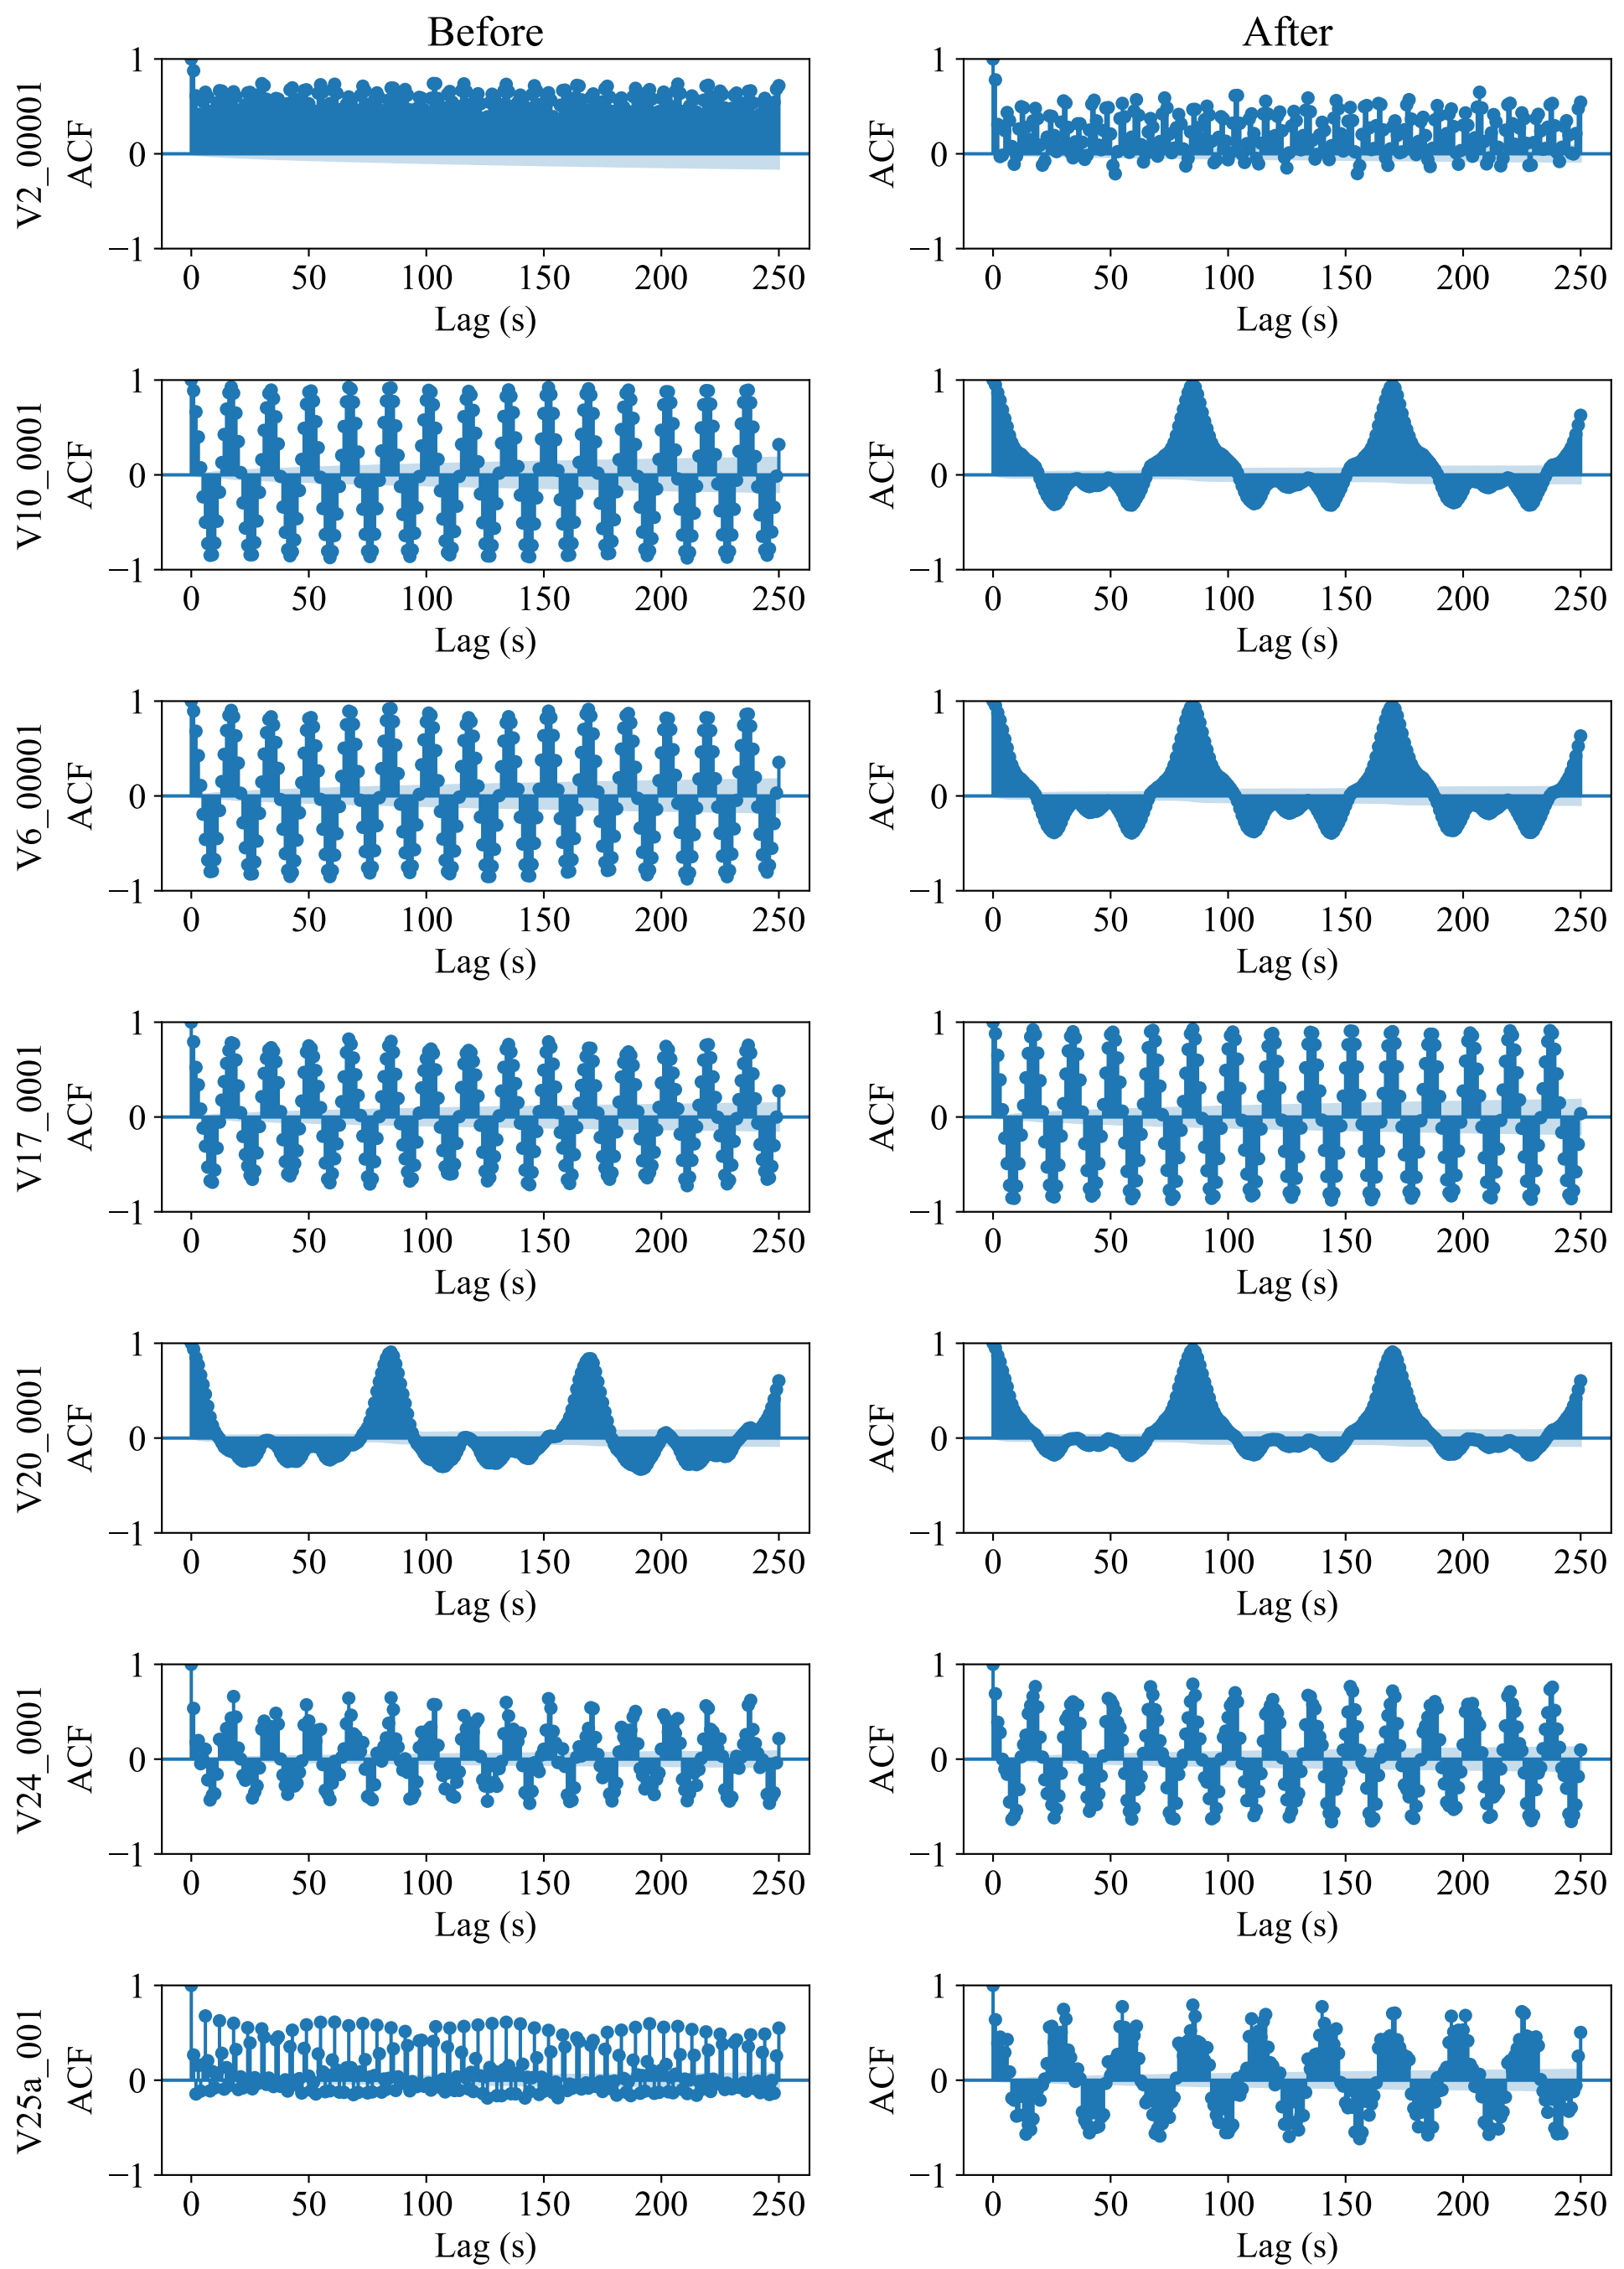 Before After
V2_00001 ACF 1 0 −1 ACF 1 0 −1
0 50 100 150 200 250 0 50 100 150 200 250
Lag (s) Lag (s)
V10_0001 ACF 1 0 −1 ACF 1 0 −1
0 50 100 150 200 250 0 50 100 150 200 250
Lag (s) Lag (s)
V6_00001 ACF 1 0 −1 ACF 1 0 −1
0 50 100 150 200 250 0 50 100 150 200 250
Lag (s) Lag (s)
V17_0001 ACF 1 0 −1 ACF 1 0 −1
0 50 100 150 200 250 0 50 100 150 200 250
Lag (s) Lag (s)
V20_0001 ACF 1 0 −1 ACF 1 0 −1
0 50 100 150 200 250 0 50 100 150 200 250
Lag (s) Lag (s)
V24_0001 ACF 1 0 −1 ACF 1 0 −1
0 50 100 150 200 250 0 50 100 150 200 250
Lag (s) Lag (s)
V25a_001 ACF 1 0 −1 ACF 1 0 −1
0 50 100 150 200 250 0 50 100 150 200 250
Lag (s) Lag (s)